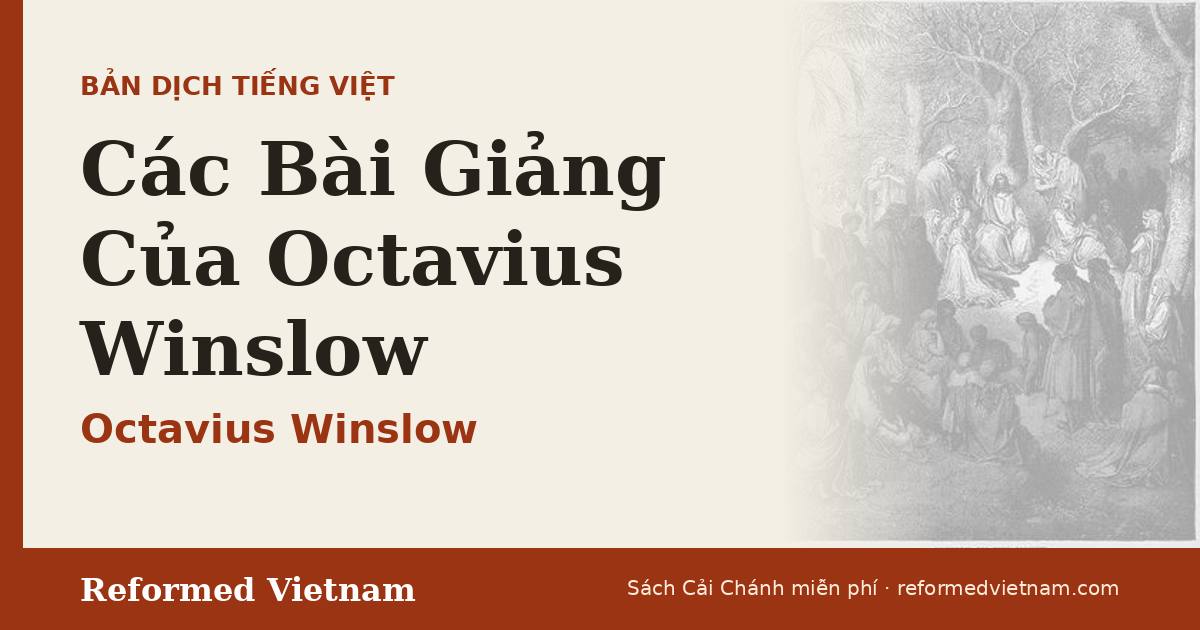 BẢN DỊCH TIẾNG VIỆT
Các Bài Giảng
Của Octavius
Winslow
Octavius Winslow
Reformed Vietnam
Sách Cải Chánh miễn phí · reformedvietnam.com